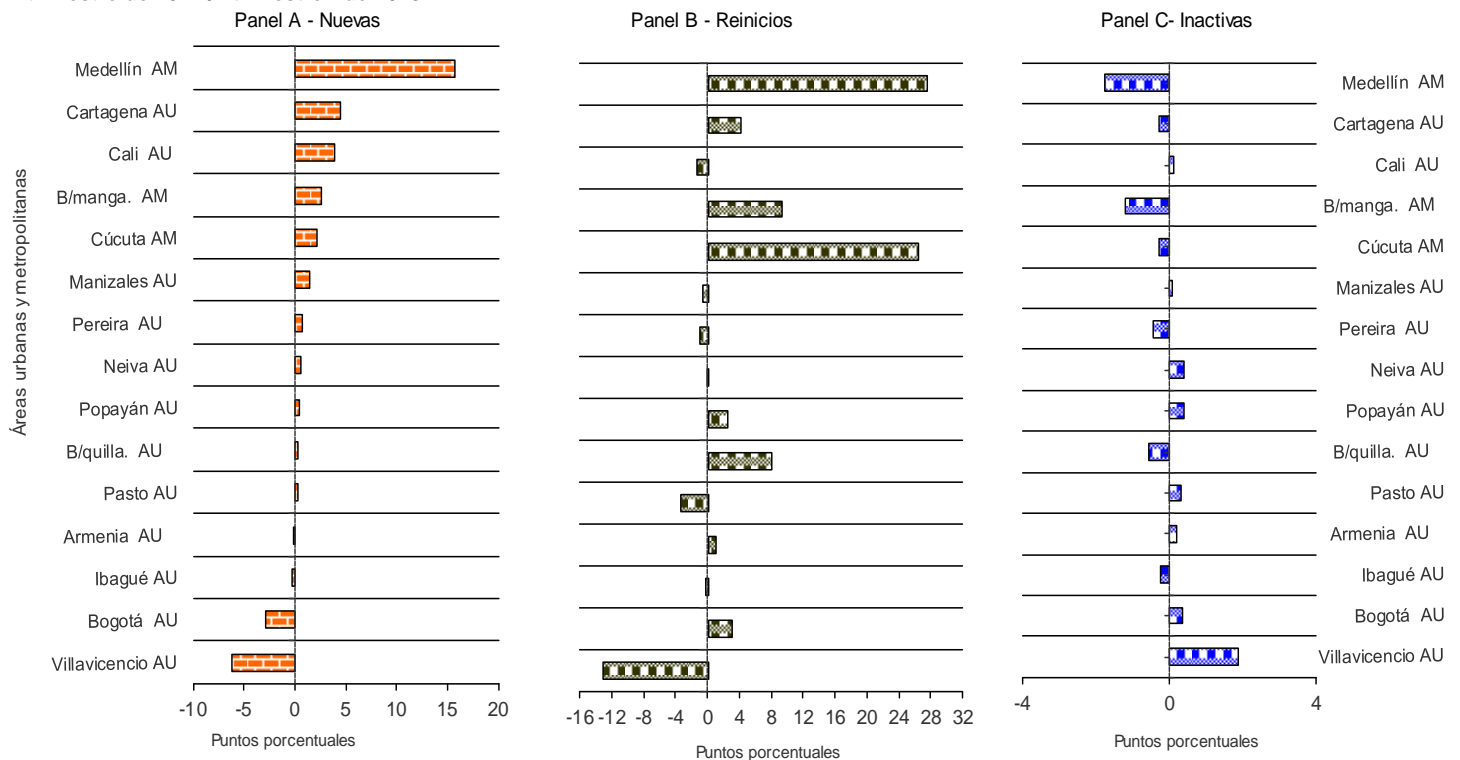 Panel A - Nuevas
Panel B - Reinicios
Panel C- Inactivas
Áreas urbanas y metropolitanas
Medellín AM
Cartagena AU
Cali AU
B/manga. AM
Cúcuta AM
Manizales AU
Pereira AU
Neiva AU
Popayán AU
B/quilla. AU
Pasto AU
Armenia AU
Ibagué AU
Bogotá AU
Villavicencio AU
-10 -5 0 5 10 15 20
Puntos porcentuales
-16 -12 -8 -4 0 4 8 12 16 20 24 28 32
Puntos porcentuales
Medellín AM
Cartagena AU
Cali AU
B/manga. AM
Cúcuta AM
Manizales AU
Pereira AU
Neiva AU
Popayán AU
B/quilla. AU
Pasto AU
Armenia AU
Ibagué AU
Bogotá AU
Villavicencio AU
-4 0 4
Puntos porcentuales